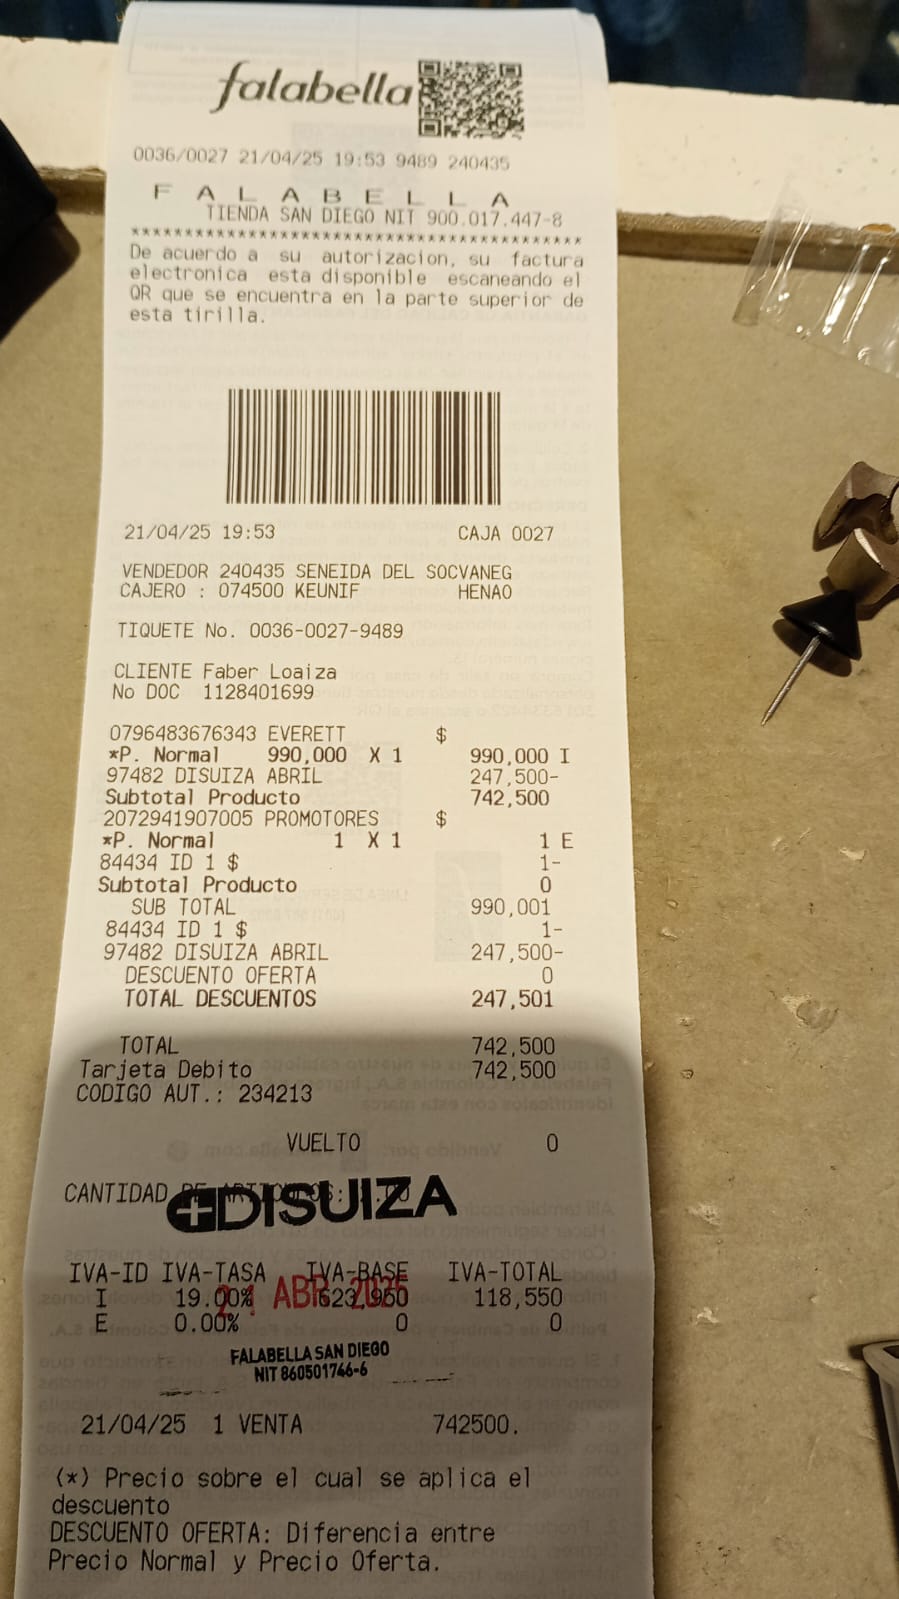 falabella
0036/0027 21/04/25 19:53 9489 240435
F A L A B E L L A
TIENDA SAN DIEGO NIT 900.017.447-8
******************************************
De acuerdo a su autorizacion, su factura
electronica esta disponible escaneando el
QR que se encuentra en la parte superior de
esta tirilla.
21/04/25 19:53 CAJA 0027
VENDEDOR 240435 SENEIDA DEL SOCVANEG
CAJERO : 074500 KEUNIF HENAO
TIQUETE No. 0036-0027-9489
CLIENTE Faber Loaiza
No DOC 1128401699
0796483676343 EVERETT $
*P. Normal 990,000 X 1 990,000 I
97482 DISUIZA ABRIL 247,500-
Subtotal Producto 742,500
2072941907005 PROMOTORES $
*P. Normal 1 X 1 1 E
84434 ID 1 $ 1-
Subtotal Producto 0
SUB TOTAL 990,001
84434 ID 1 $ 1-
97482 DISUIZA ABRIL 247,500-
DESCUENTO OFERTA 0
TOTAL DESCUENTOS 247,501
TOTAL 742,500
Tarjeta Debito 742,500
CODIGO AUT.: 234213
VUELTO 0
CANTIDAD DE ARTICULOS:
DISUIZA
IVA-ID IVA-TASA IVA-BASE IVA-TOTAL
I 19.00% 623,950 118,550
21 ABR 2025
E 0.00% 0 0
FALABELLA SAN DIEGO
NIT 860501746-6
21/04/25 1 VENTA 742500.
(*) Precio sobre el cual se aplica el
descuento
DESCUENTO OFERTA: Diferencia entre
Precio Normal y Precio Oferta.